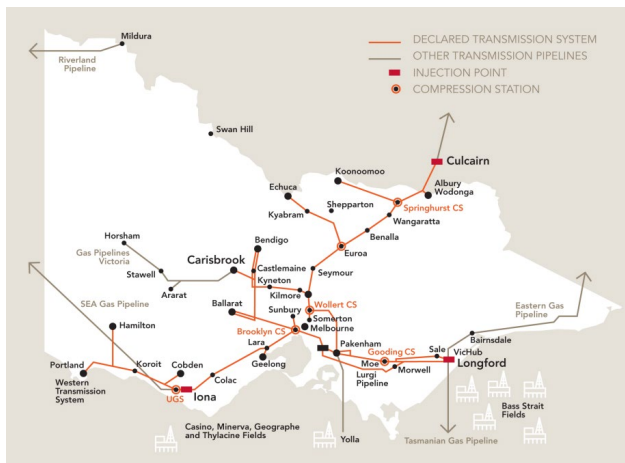 Mildura
Riverland
Pipeline
DECLARED TRANSMISSION SYSTEM
OTHER TRANSMISSION PIPELINES
INJECTION POINT
COMPRESSION STATION
Swan Hill
Culcairn
Koonoomoo
Echuca
Albury
Wodonga
Shepparton
Springhurst CS
Kyabram
Wangaratta
Benalla
Horsham
Bendigo
Euroa
Gas Pipelines
Victoria
Carisbrook
Stawell
Castlemaine
Seymour
Kyneton
Ararat
Kilmore
SEA Gas Pipeline
Ballarat
Sunbury
Wollert CS
Eastern Gas
Pipeline
Hamilton
Somerton
Brooklyn CS
Melbourne
Bairnsdale
Lara
Pakenham
Gooding CS
Sale
VicHub
Portland
Koroit
Cobden
Geelong
Moe
Longford
Western
Transmission
System
Colac
Lurgi
Pipeline
Morwell
UGS
Iona
Bass Strait
Fields
Casino, Minerva, Geographe
and Thylacine Fields
Yolla
Tasmanian Gas Pipeline